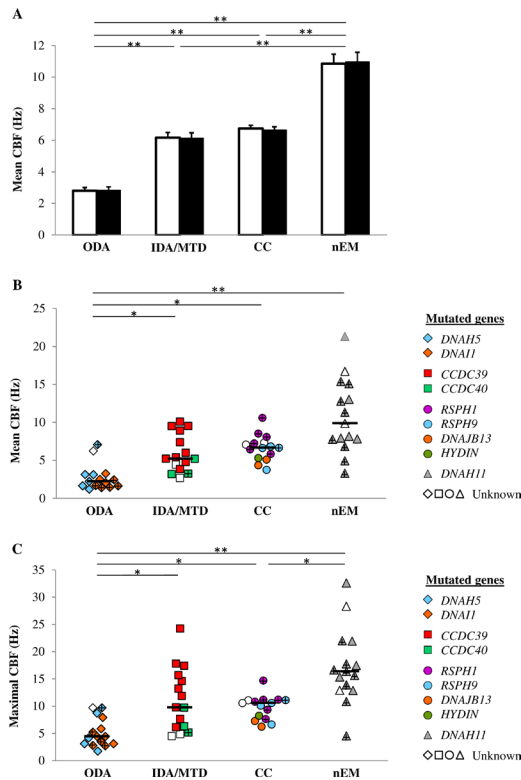 A
**
** **
** **
12
10
8
6
4
2
0
Mean CBF (Hz)
ODA IDA/MTD CC nEM
B
**
*
*
25
20
15
10
5
0
Mean CBF (Hz)
ODA IDA/MTD CC nEM
Mutated genes
DNAH5
DNAI1
CCDC39
CCDC40
RSPH1
RSPH9
DNAJB13
HYDIN
DNAH11
Unknown
C
**
* *
*
35
30
25
20
15
10
5
0
Maximal CBF (Hz)
ODA IDA/MTD CC nEM
Mutated genes
DNAH5
DNAI1
CCDC39
CCDC40
RSPH1
RSPH9
DNAJB13
HYDIN
DNAH11
Unknown